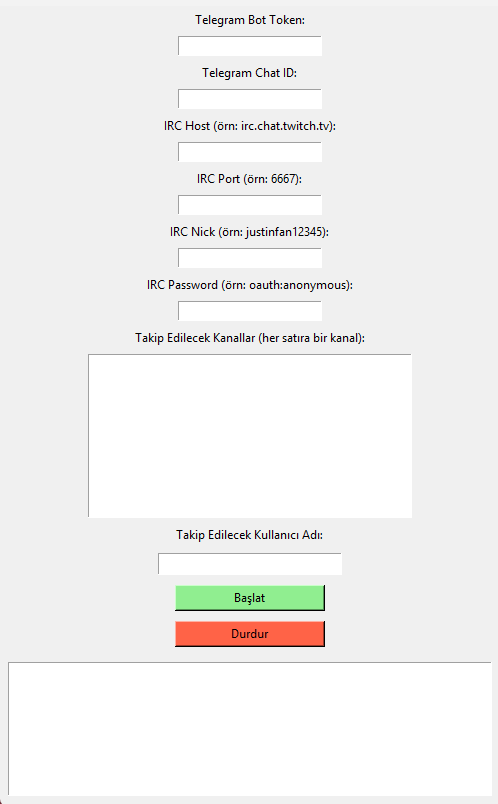 Telegram Bot Token:
Telegram Chat ID:
IRC Host (örn: irc.chat.twitch.tv):
IRC Port (örn: 6667):
IRC Nick (örn: justinfan12345):
IRC Password (örn: oauth:anonymous):
Takip Edilecek Kanallar (her satıra bir kanal):
Takip Edilecek Kullanıcı Adı:
Başlat
Durdur